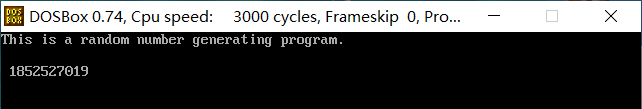 DOSBox 0.74, Cpu speed: 3000 cycles, Frameskip 0, Pro...
This is a random number generating program.
1852527019